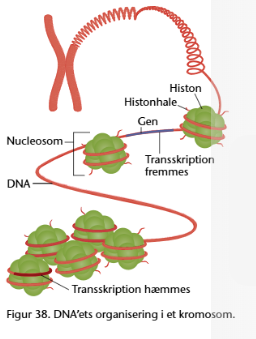 Histon
Histonhale
Gen
Nucleosom
Transskription
fremmes
DNA
Transskription hæmmes
Figur 38. DNA'ets organisering i et kromosom.